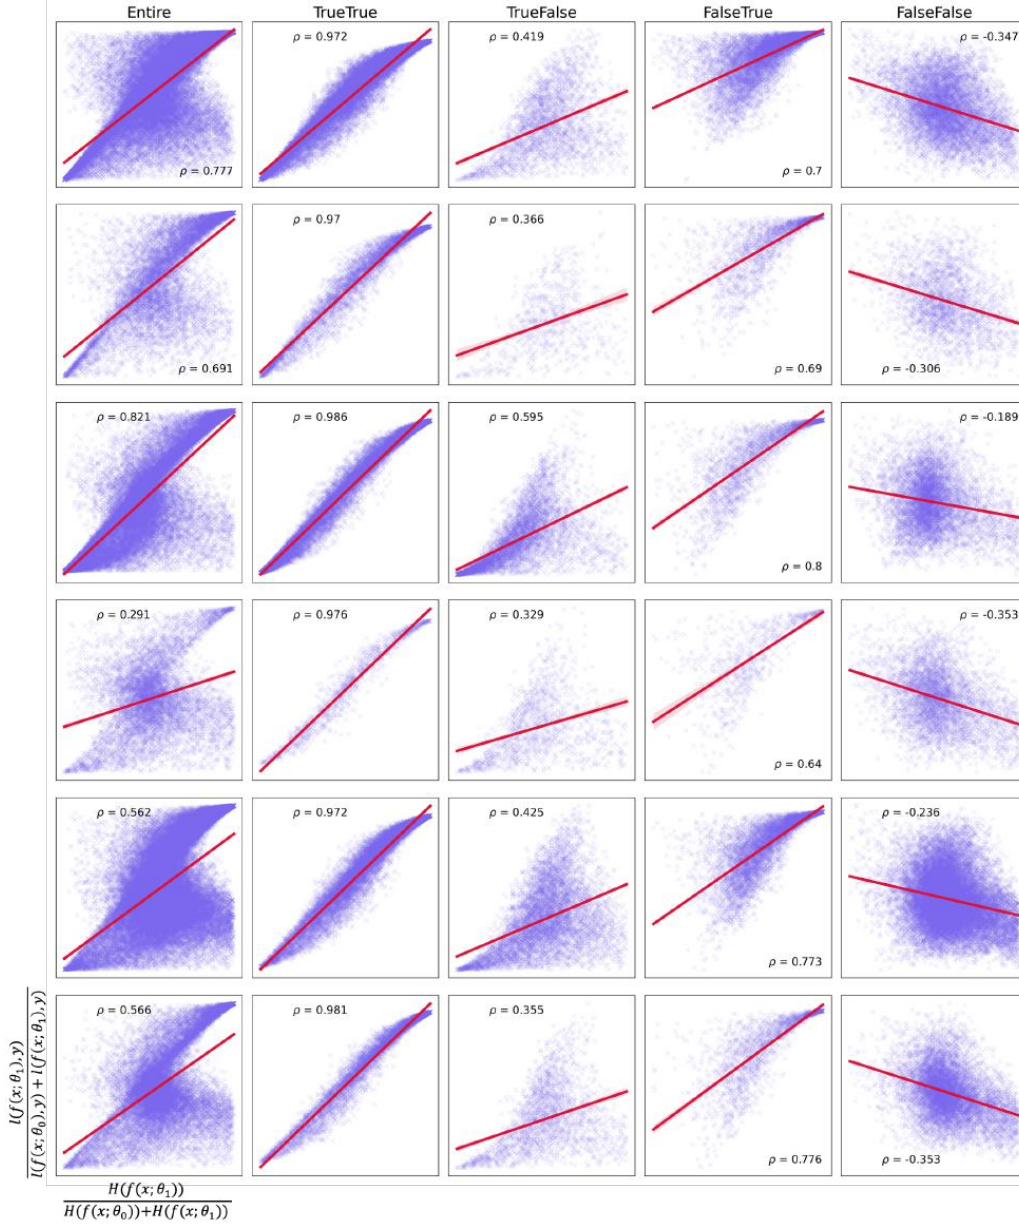 Entire TrueTrue TrueFalse FalseTrue FalseFalse
ρ = 0.777 ρ = 0.972 ρ = 0.419 ρ = 0.7 ρ = -0.347
ρ = 0.691 ρ = 0.97 ρ = 0.366 ρ = 0.69 ρ = -0.306
ρ = 0.821 ρ = 0.986 ρ = 0.595 ρ = 0.8 ρ = -0.189
ρ = 0.291 ρ = 0.976 ρ = 0.329 ρ = 0.64 ρ = -0.353
ρ = 0.562 ρ = 0.972 ρ = 0.425 ρ = 0.773 ρ = -0.236
ρ = 0.566 ρ = 0.981 ρ = 0.355 ρ = 0.776 ρ = -0.353
l(f(x; θ₁), y)
l(f(x; θ₀), y) + l(f(x; θ₁), y)
H(f(x; θ₁))
H(f(x; θ₀))+H(f(x; θ₁))